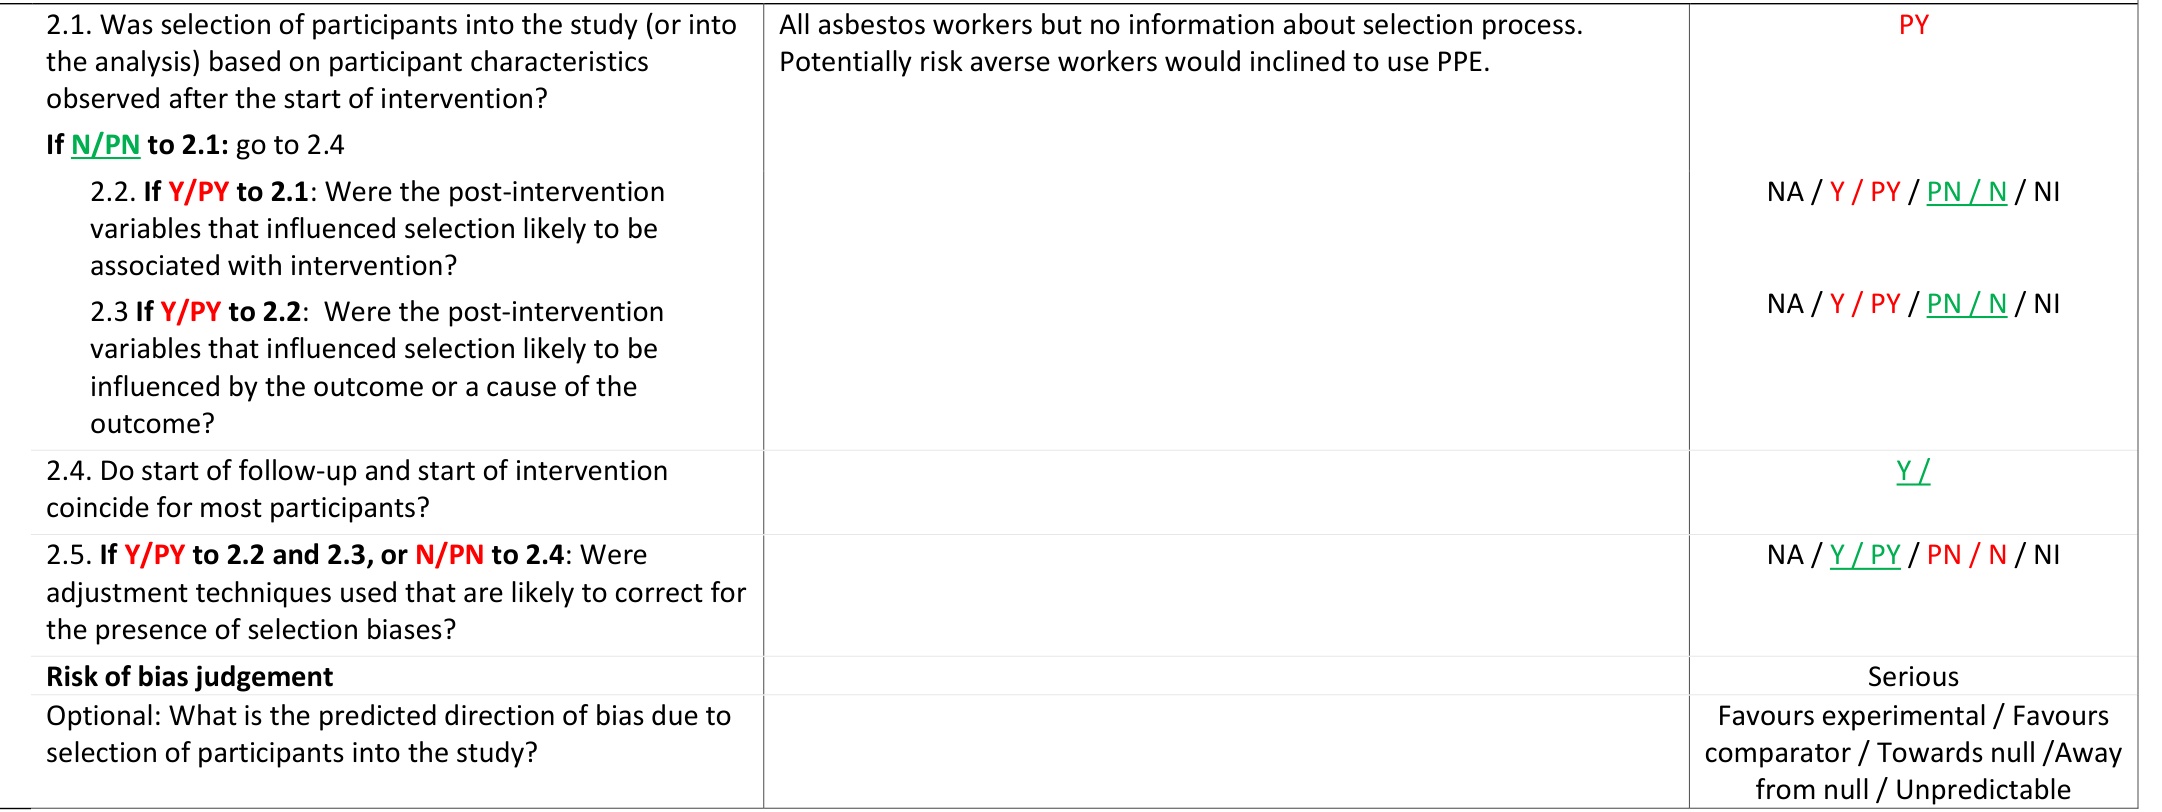 2.1. Was selection of participants into the study (or into
the analysis) based on participant characteristics
observed after the start of intervention?
All asbestos workers but no information about selection process.
Potentially risk averse workers would inclined to use PPE.
PY
If N/PN to 2.1: go to 2.4
2.2. If Y/PY to 2.1: Were the post-intervention
variables that influenced selection likely to be
associated with intervention?
NA / Y / PY / PN / N / NI
2.3 If Y/PY to 2.2: Were the post-intervention
variables that influenced selection likely to be
influenced by the outcome or a cause of the
outcome?
NA / Y / PY / PN / N / NI
2.4. Do start of follow-up and start of intervention
coincide for most participants?
Y /
2.5. If Y/PY to 2.2 and 2.3, or N/PN to 2.4: Were
adjustment techniques used that are likely to correct for
the presence of selection biases?
NA / Y / PY / PN / N / NI
Risk of bias judgement
Serious
Optional: What is the predicted direction of bias due to
selection of participants into the study?
Favours experimental / Favours
comparator / Towards null /Away
from null / Unpredictable